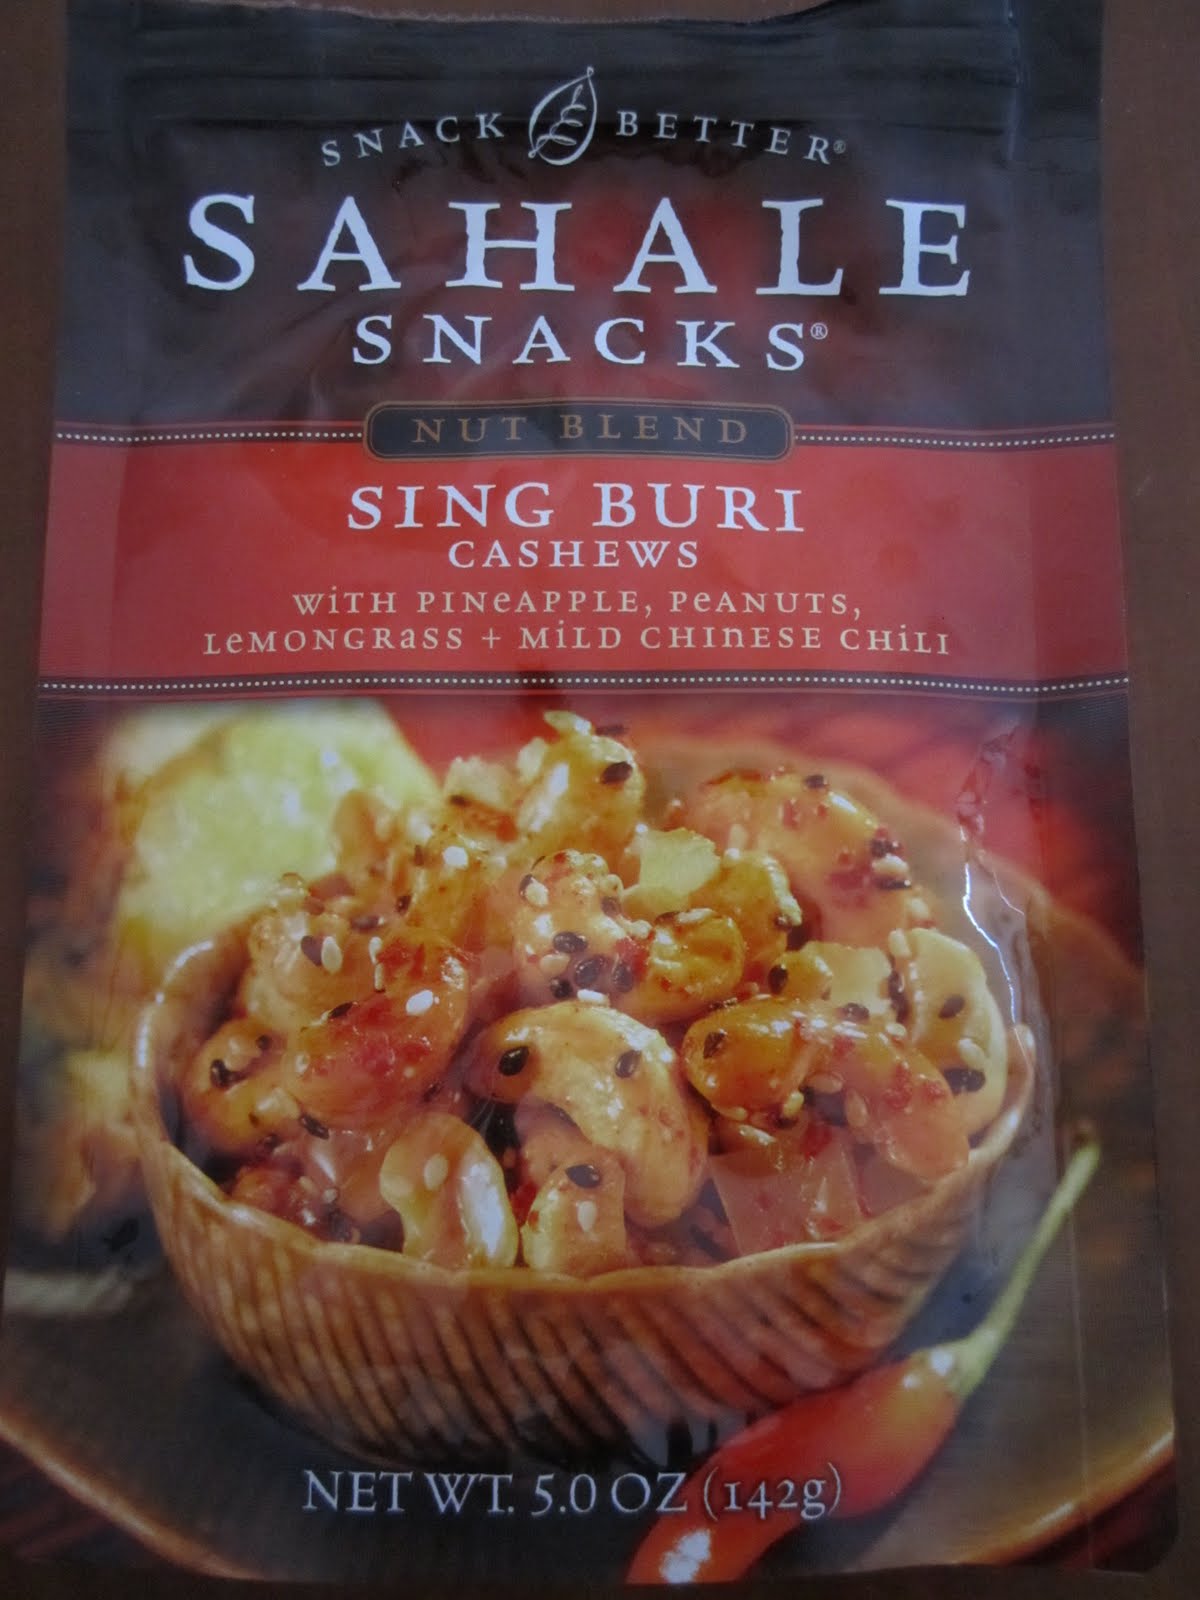 SNACK BETTER®
SAHALE
SNACKS®
NUT BLEND
SING BURI
CASHEWS
WITH PINEAPPLE, PEANUTS,
LEMONGRASS + MILD CHINESE CHILI
NET WT. 5.0 OZ (142g)